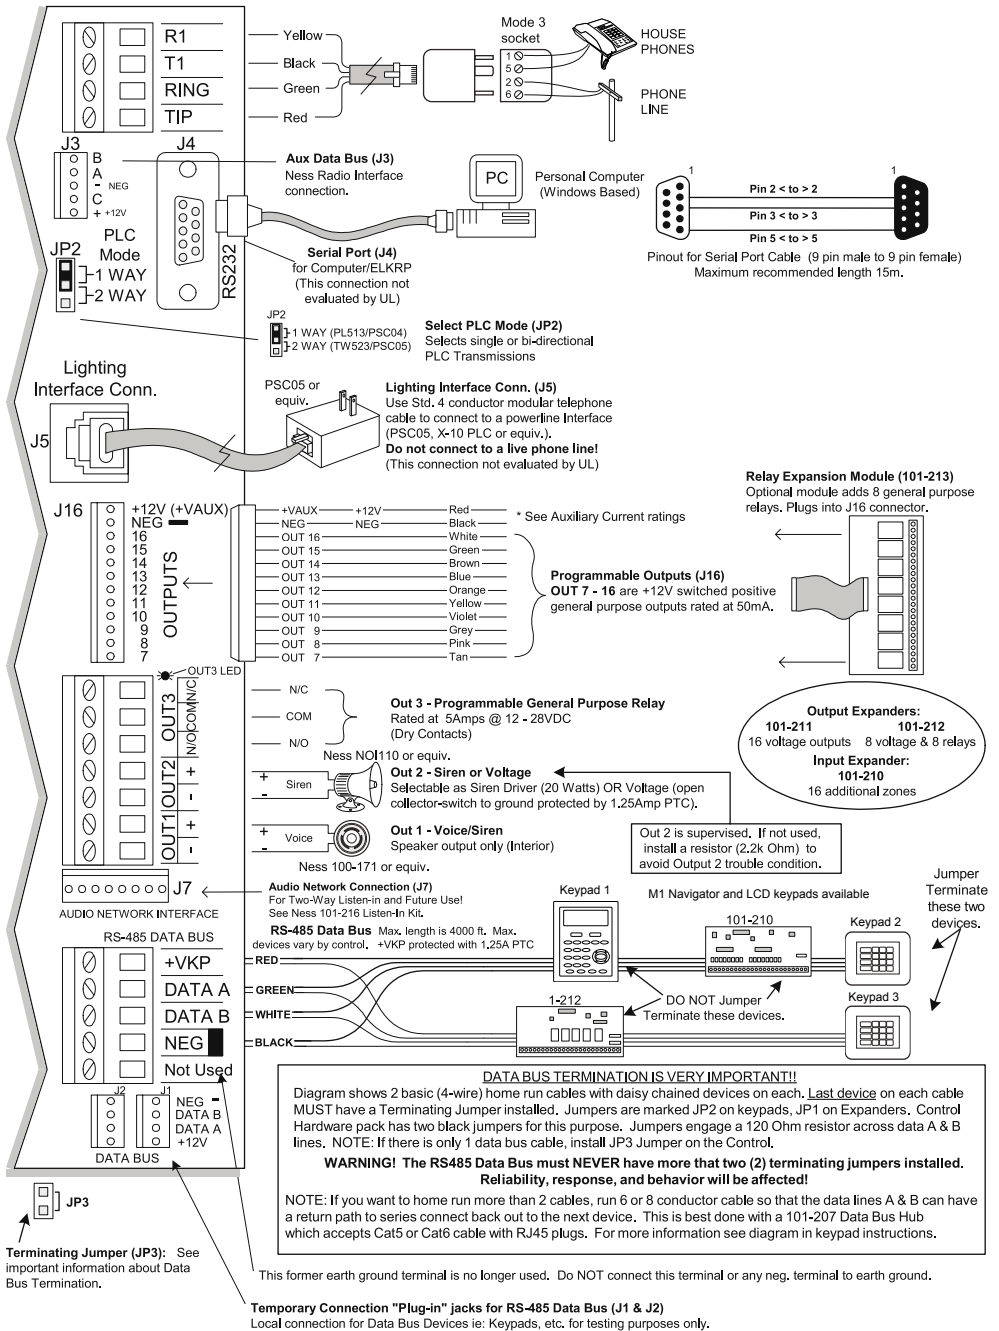 R1
T1
RING
TIP
Yellow
Black
Green
Red
Mode 3
socket
1
5
2
6
HOUSE
PHONES
PHONE
LINE
J3
B
A
- NEG
C
+ +12V
J4
RS232
Aux Data Bus (J3)
Ness Radio Interface
connection.
PC
Personal Computer
(Windows Based)
Serial Port (J4)
for Computer/ELKRP
(This connection not
evaluated by UL)
1
1
Pin 2 < to > 2
Pin 3 < to > 3
Pin 5 < to > 5
Pinout for Serial Port Cable (9 pin male to 9 pin female)
Maximum recommended length 15m.
JP2
PLC
Mode
1 WAY
2 WAY
JP2
1 WAY (PL513/PSC04)
2 WAY (TW523/PSC05)
Select PLC Mode (JP2)
Selects single or bi-directional
PLC Transmissions
Lighting
Interface Conn.
J5
PSC05 or
equiv.
Lighting Interface Conn. (J5)
Use Std. 4 conductor modular telephone
cable to connect to a powerline Interface
(PSC05, X-10 PLC or equiv.).
Do not connect to a live phone line!
(This connection not evaluated by UL)
Relay Expansion Module (101-213)
Optional module adds 8 general purpose
relays. Plugs into J16 connector.
J16
+12V (+VAUX)
NEG
16
15
14
13
12
11
10
9
8
7
OUTPUTS
+VAUX +12V Red
NEG NEG Black
OUT 16 White
OUT 15 Green
OUT 14 Brown
OUT 13 Blue
OUT 12 Orange
OUT 11 Yellow
OUT 10 Violet
OUT 9 Grey
OUT 8 Pink
OUT 7 Tan
* See Auxiliary Current ratings
Programmable Outputs (J16)
OUT 7 - 16 are +12V switched positive
general purpose outputs rated at 50mA.
OUT3 LED
OUT3
N/C
COM
N/O
OUT2
+
-
OUT1
+
-
N/C
COM
N/O
Out 3 - Programmable General Purpose Relay
Rated at 5Amps @ 12 - 28VDC
(Dry Contacts)
Output Expanders:
101-211 101-212
16 voltage outputs 8 voltage & 8 relays
Input Expander:
101-210
16 additional zones
Ness NOI110 or equiv.
+
-
Siren
Out 2 - Siren or Voltage
Selectable as Siren Driver (20 Watts) OR Voltage (open
collector-switch to ground protected by 1.25Amp PTC).
+
-
Voice
Out 1 - Voice/Siren
Speaker output only (Interior)
Ness 100-171 or equiv.
Out 2 is supervised. If not used,
install a resistor (2.2k Ohm) to
avoid Output 2 trouble condition.
J7
AUDIO NETWORK INTERFACE
Audio Network Connection (J7)
For Two-Way Listen-in and Future Use!
See Ness 101-216 Listen-In Kit.
Keypad 1
M1 Navigator and LCD keypads available
Jumper
Terminate
these two
devices.
RS-485 DATA BUS
RS-485 Data Bus Max. length is 4000 ft. Max.
devices vary by control. +VKP protected with 1.25A PTC
101-210
Keypad 2
+VKP
DATA A
DATA B
NEG
Not Used
RED
GREEN
WHITE
BLACK
1-212
DO NOT Jumper
Terminate these devices.
Keypad 3
J2
J1
NEG -
DATA B
DATA A
+12V
DATA BUS
DATA BUS TERMINATION IS VERY IMPORTANT!!
Diagram shows 2 basic (4-wire) home run cables with daisy chained devices on each. Last device on each cable
MUST have a Terminating Jumper installed. Jumpers are marked JP2 on keypads, JP1 on Expanders. Control
Hardware pack has two black jumpers for this purpose. Jumpers engage a 120 Ohm resistor across data A & B
lines. NOTE: If there is only 1 data bus cable, install JP3 Jumper on the Control.
WARNING! The RS485 Data Bus must NEVER have more that two (2) terminating jumpers installed.
Reliability, response, and behavior will be affected!
NOTE: If you want to home run more than 2 cables, run 6 or 8 conductor cable so that the data lines A & B can have
a return path to series connect back out to the next device. This is best done with a 101-207 Data Bus Hub
which accepts Cat5 or Cat6 cable with RJ45 plugs. For more information see diagram in keypad instructions.
JP3
Terminating Jumper (JP3): See
important information about Data
Bus Termination.
This former earth ground terminal is no longer used. Do NOT connect this terminal or any neg. terminal to earth ground.
Temporary Connection "Plug-in" jacks for RS-485 Data Bus (J1 & J2)
Local connection for Data Bus Devices ie: Keypads, etc. for testing purposes only.